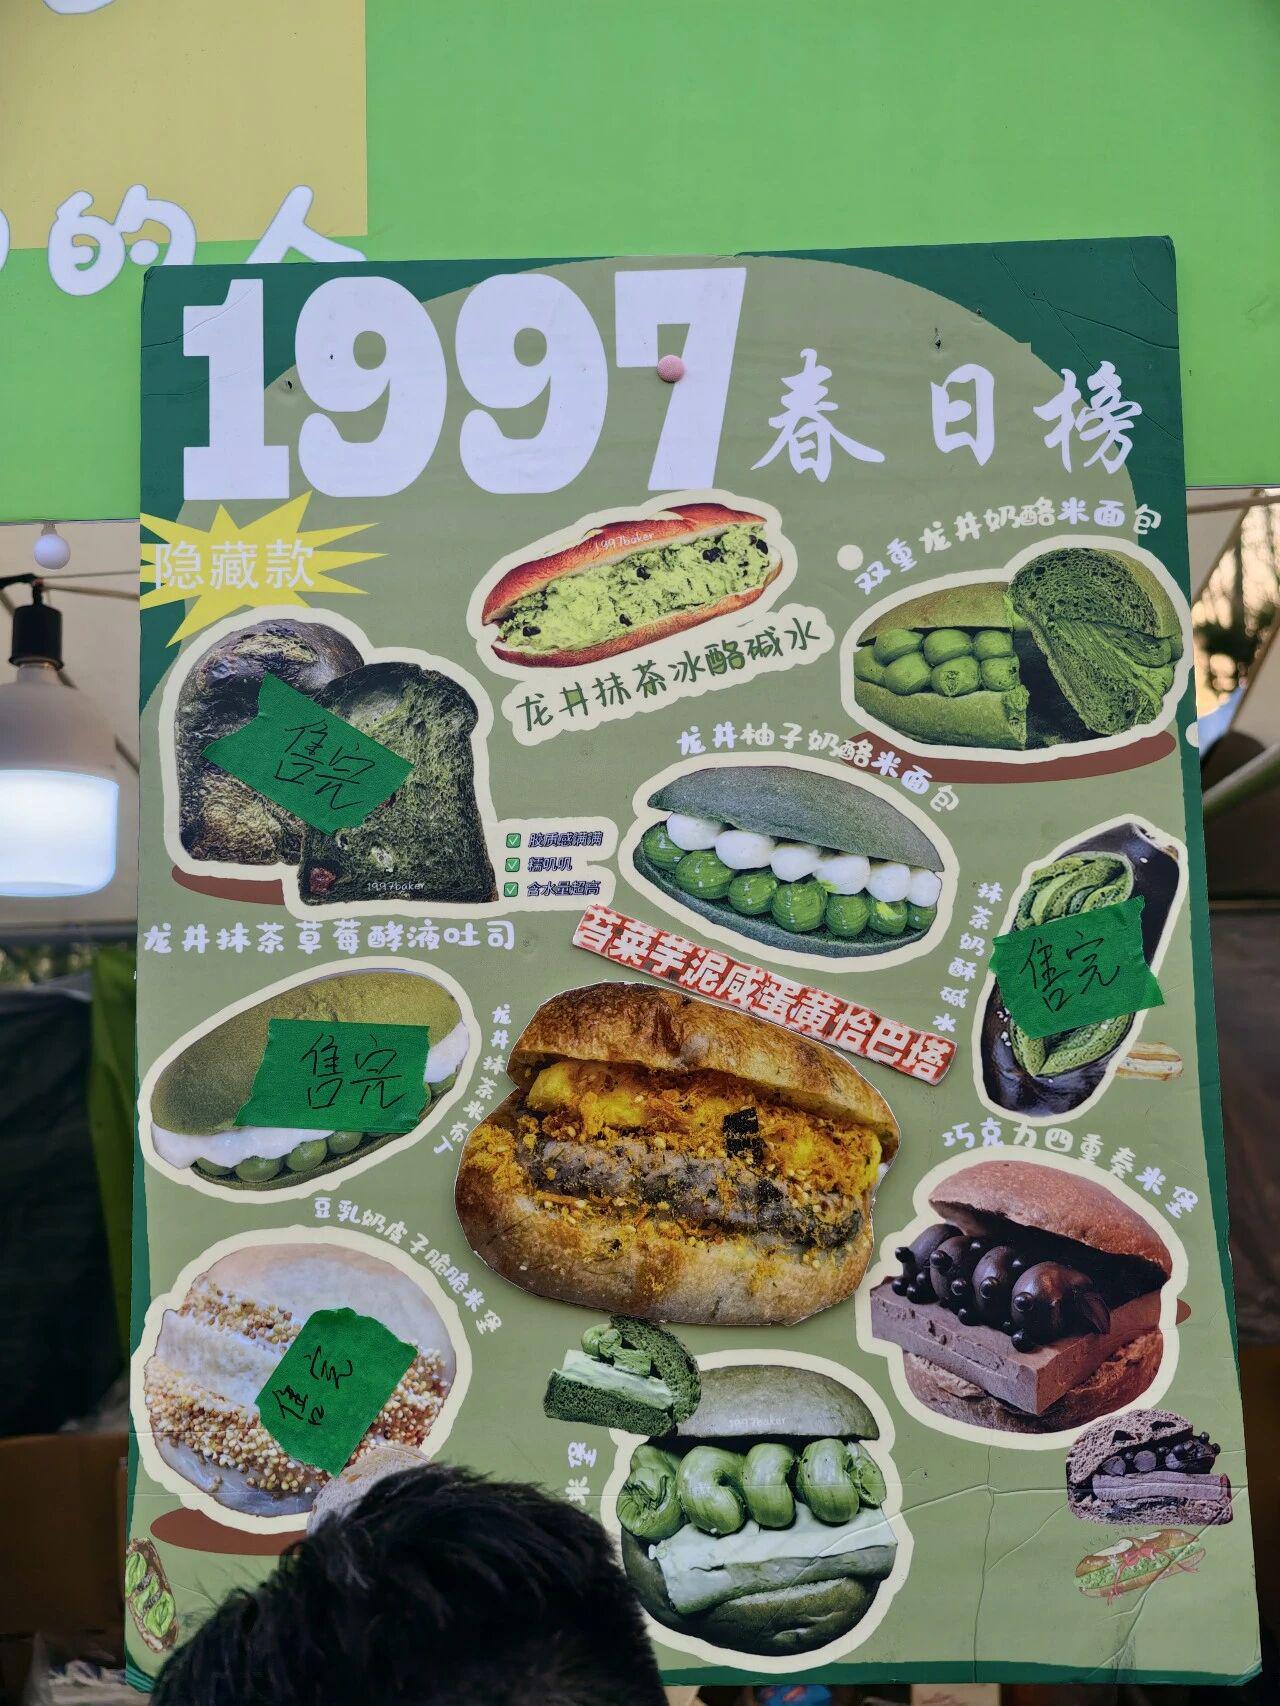 的人
1997 春日榜
隐藏款
1997baker
龙井抹茶冰酪碱水
双重龙井奶酪米面包
售完
1997baker
胶质感满满
糯叽叽
含水量超高
龙井抹茶草莓酵液吐司
龙井柚子奶酪米面包
抹茶奶酥碱水
售完
苔菜芋泥咸蛋黄恰巴塔
售完
龙井抹茶米布丁
巧克力四重奏米堡
豆乳奶皮子脆脆米堡
售完
1997baker
米堡